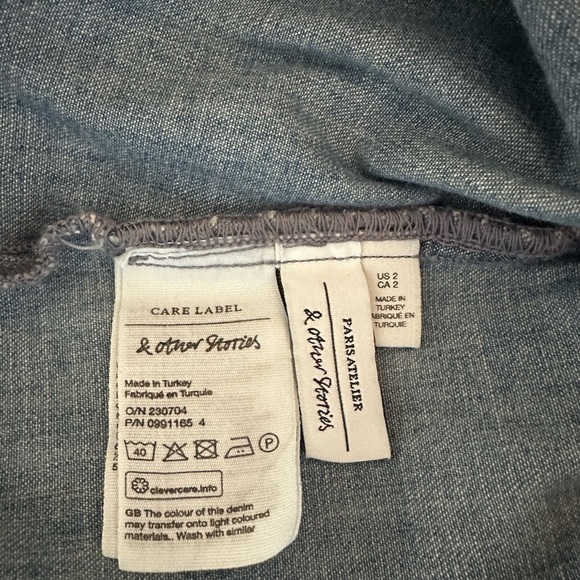 CARE LABEL
& other Stories
Made in Turkey
Fabriqué en Turquie
O/N 230704
P/N 0991165 4
40
P
clevercare.info
GB The colour of this denim
may transfer onto light coloured
materials.. Wash with similar
PARIS ATELIER
& other Stories
US 2
CA 2
MADE IN
TURKEY
ABRIQUÉ EN
TURQUIE